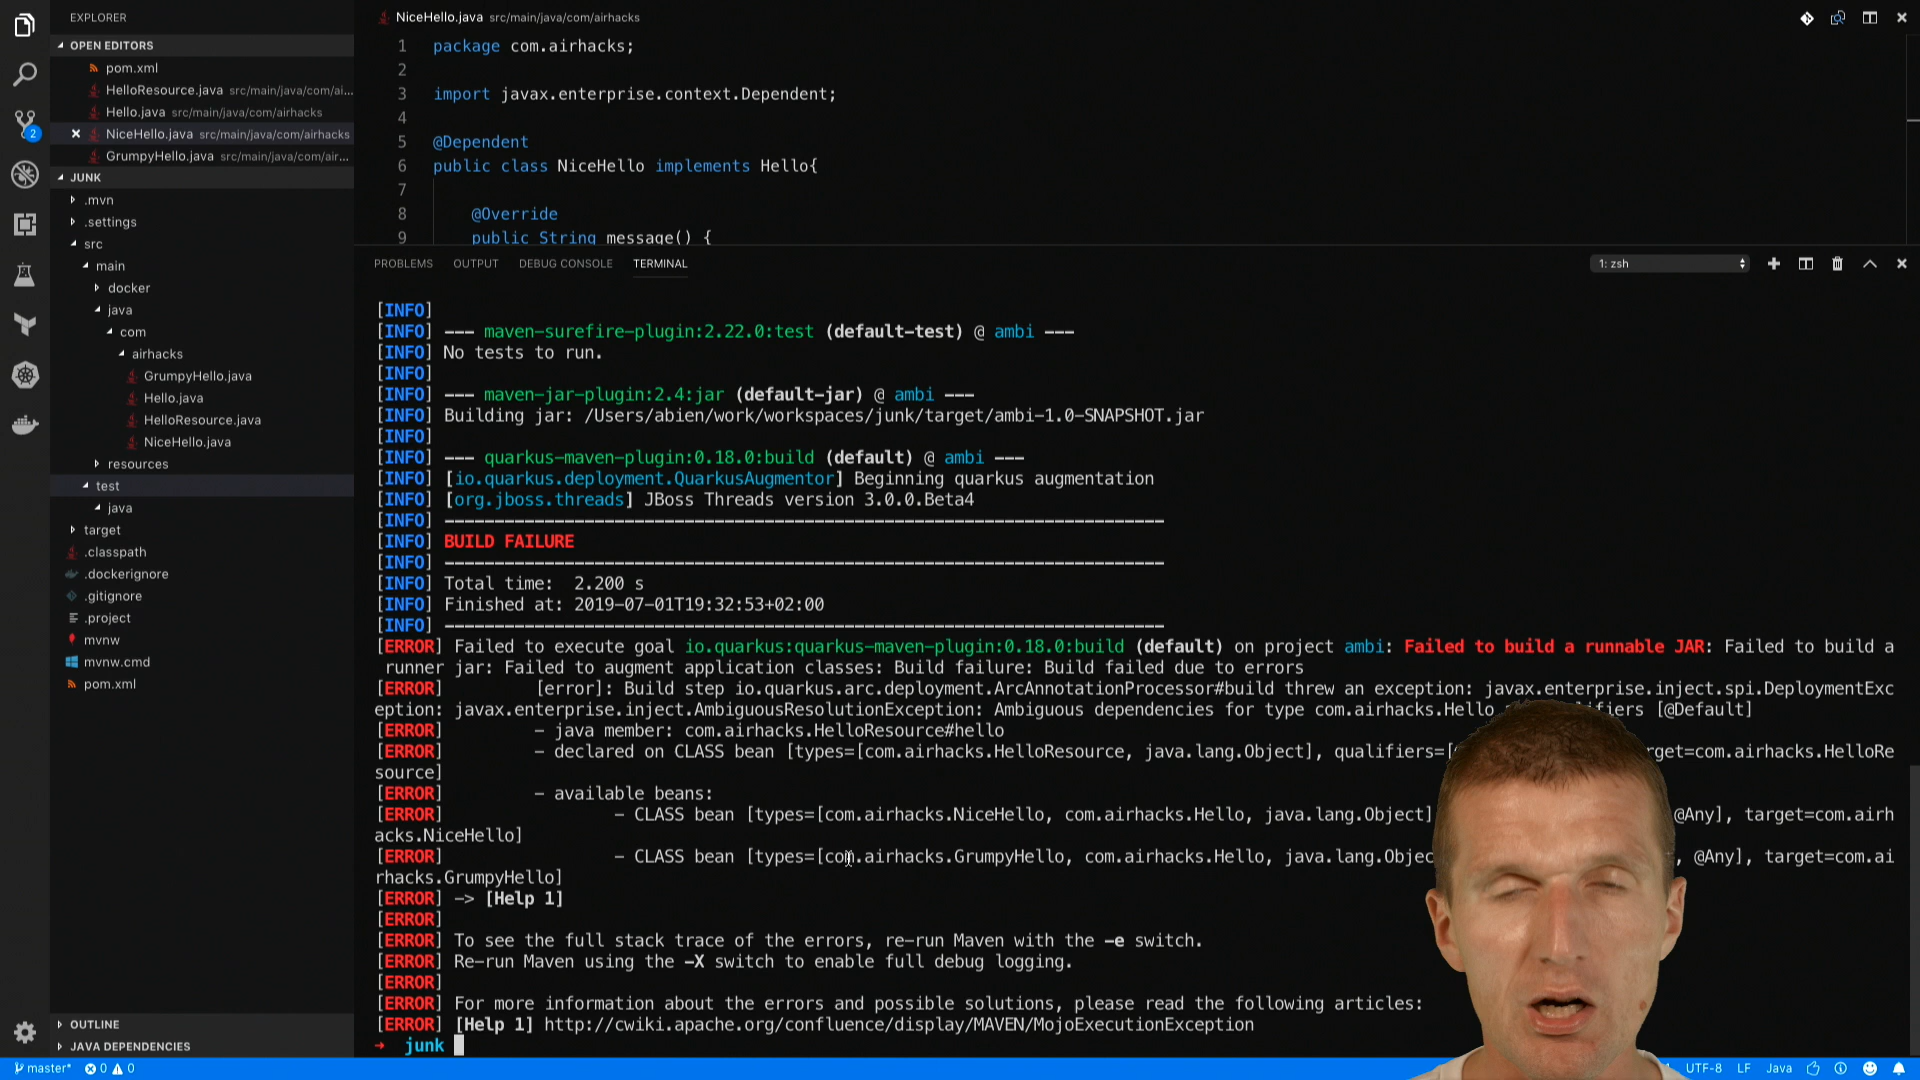 EXPLORER
OPEN EDITORS
pom.xml
HelloResource.java src/main/java/com/ai...
Hello.java src/main/java/com/airhacks
NiceHello.java src/main/java/com/airhacks
GrumpyHello.java src/main/java/com/air...
JUNK
.mvn
.settings
src
main
docker
java
com
airhacks
GrumpyHello.java
Hello.java
HelloResource.java
NiceHello.java
resources
test
java
target
.classpath
.dockerignore
.gitignore
.project
mvnw
mvnw.cmd
pom.xml
OUTLINE
JAVA DEPENDENCIES
2
NiceHello.java src/main/java/com/airhacks
1 package com.airhacks;
2
3 import javax.enterprise.context.Dependent;
4
5 @Dependent
6 public class NiceHello implements Hello{
7
8 @Override
9 public String message() {
PROBLEMS OUTPUT DEBUG CONSOLE TERMINAL
1: zsh
[INFO]
[INFO] --- maven-surefire-plugin:2.22.0:test (default-test) @ ambi ---
[INFO] No tests to run.
[INFO]
[INFO] --- maven-jar-plugin:2.4:jar (default-jar) @ ambi ---
[INFO] Building jar: /Users/abien/work/workspaces/junk/target/ambi-1.0-SNAPSHOT.jar
[INFO]
[INFO] --- quarkus-maven-plugin:0.18.0:build (default) @ ambi ---
[INFO] [io.quarkus.deployment.QuarkusAugmentor] Beginning quarkus augmentation
[INFO] [org.jboss.threads] JBoss Threads version 3.0.0.Beta4
[INFO] ------------------------------------------------------------------------
[INFO] BUILD FAILURE
[INFO] ------------------------------------------------------------------------
[INFO] Total time:  2.200 s
[INFO] Finished at: 2019-07-01T19:32:53+02:00
[INFO] ------------------------------------------------------------------------
[ERROR] Failed to execute goal io.quarkus:quarkus-maven-plugin:0.18.0:build (default) on project ambi: Failed to build a runnable JAR: Failed to build a
runner jar: Failed to augment application classes: Build failure: Build failed due to errors
[ERROR] [error]: Build step io.quarkus.arc.deployment.ArcAnnotationProcessor#build threw an exception: javax.enterprise.inject.spi.DeploymentExc
eption: javax.enterprise.inject.AmbiguousResolutionException: Ambiguous dependencies for type com.airhacks.Hello [@Default]
[ERROR] - java member: com.airhacks.HelloResource#hello
[ERROR] - declared on CLASS bean [types=[com.airhacks.HelloResource, java.lang.Object], qualifiers=[ target=com.airhacks.HelloRe
source]
[ERROR] - available beans:
[ERROR] - CLASS bean [types=[com.airhacks.NiceHello, com.airhacks.Hello, java.lang.Object] @Any], target=com.airh
acks.NiceHello]
[ERROR] - CLASS bean [types=[com.airhacks.GrumpyHello, com.airhacks.Hello, java.lang.Objec , @Any], target=com.ai
rhacks.GrumpyHello]
[ERROR] -> [Help 1]
[ERROR]
[ERROR] To see the full stack trace of the errors, re-run Maven with the -e switch.
[ERROR] Re-run Maven using the -X switch to enable full debug logging.
[ERROR]
[ERROR] For more information about the errors and possible solutions, please read the following articles:
[ERROR] [Help 1] http://cwiki.apache.org/confluence/display/MAVEN/MojoExecutionException
➜ junk
master* 0 0 UTF-8 LF Java